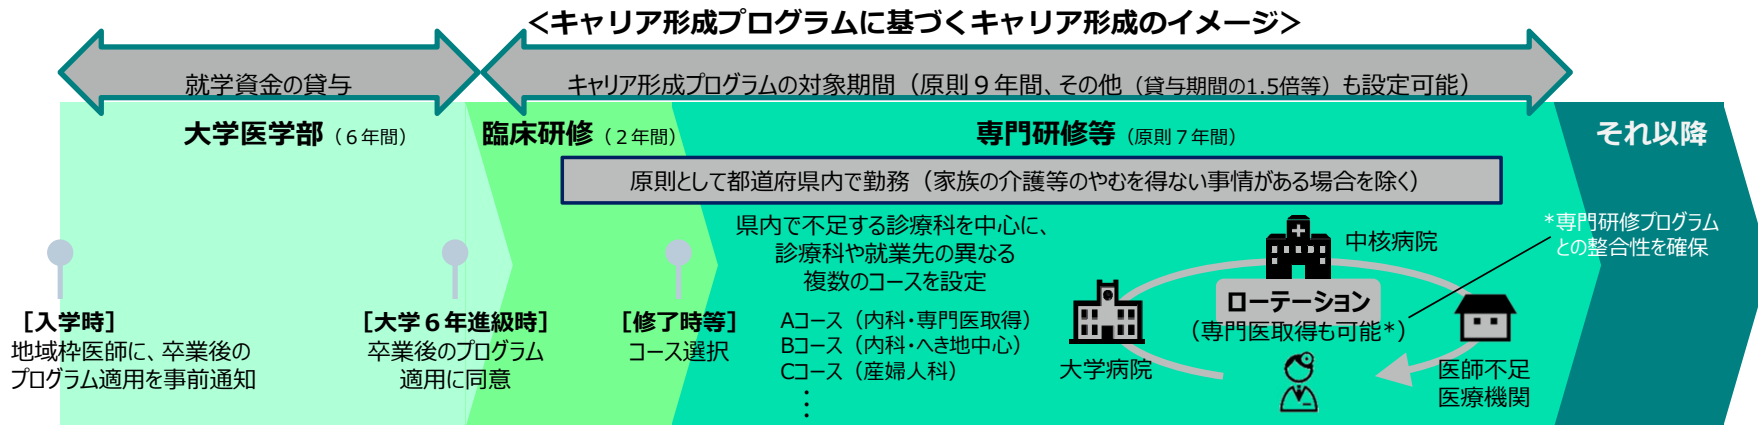 ＜キャリア形成プログラムに基づくキャリア形成のイメージ＞
就学資金の貸与
キャリア形成プログラムの対象期間（原則９年間、その他（貸与期間の1.5倍等）も設定可能）
大学医学部（６年間）
臨床研修（２年間）
専門研修等（原則７年間）
それ以降
原則として都道府県内で勤務（家族の介護等のやむを得ない事情がある場合を除く）
［入学時］
地域枠医師に、卒業後の
プログラム適用を事前通知
［大学６年進級時］
卒業後のプログラム
適用に同意
［修了時等］
コース選択
県内で不足する診療科を中心に、
診療科や就業先の異なる
複数のコースを設定
Aコース（内科・専門医取得）
Bコース（内科・へき地中心）
Cコース（産婦人科）
⋮
中核病院
ローテーション
（専門医取得も可能*）
大学病院
医師不足
医療機関
*専門研修プログラム
との整合性を確保